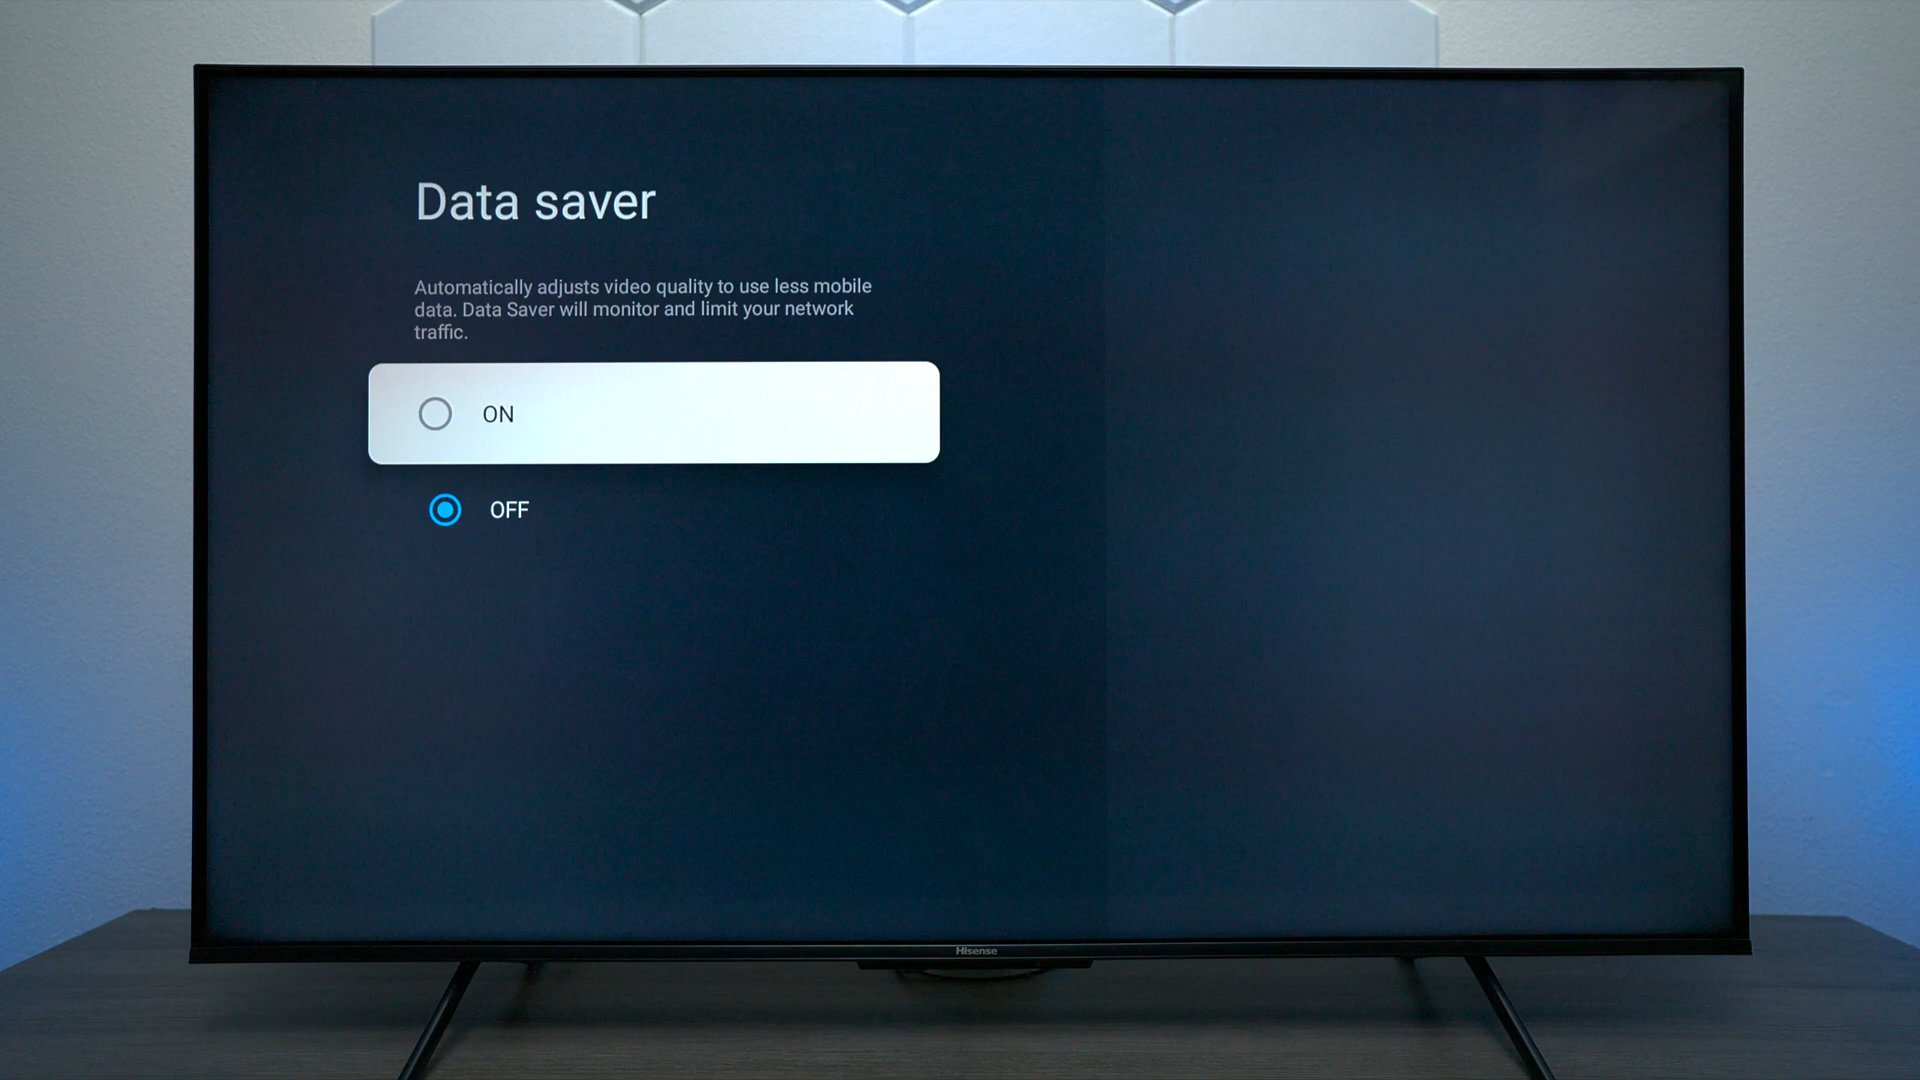 Data saver
Automatically adjusts video quality to use less mobile
data. Data Saver will monitor and limit your network
traffic.
ON
OFF
Hisense